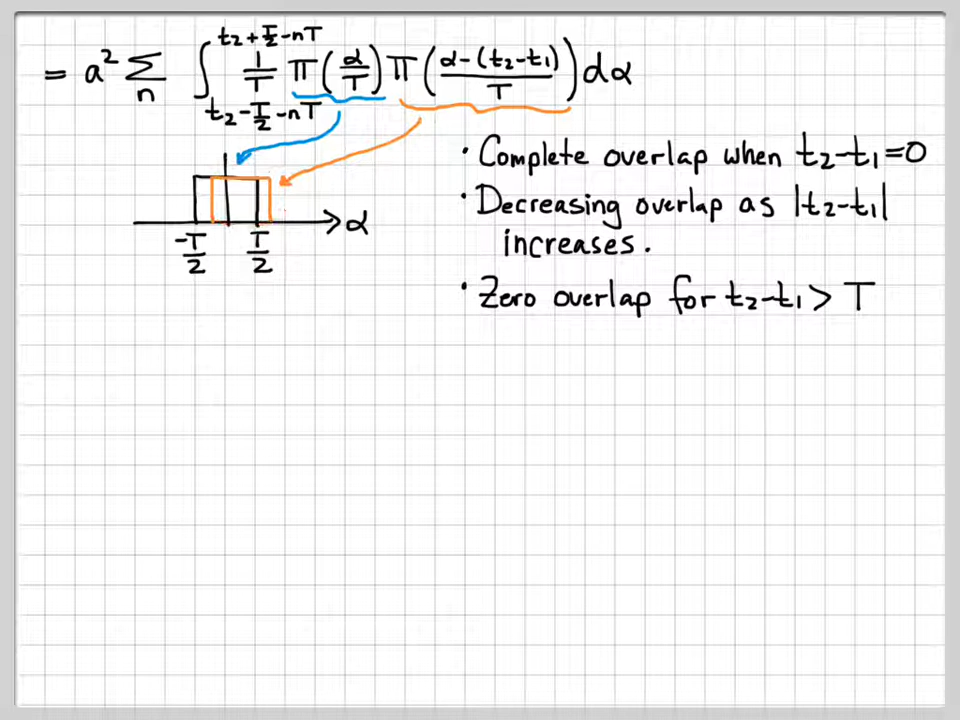 = a² Σ_n ∫_{t₂-T/2-nT}^{t₂+T/2-nT} 1/T Π(α/T) Π((α-(t₂-t₁))/T) dα
• Complete overlap when t₂-t₁=0
• Decreasing overlap as |t₂-t₁|
increases.
• Zero overlap for t₂-t₁ > T
α
-T/2 T/2